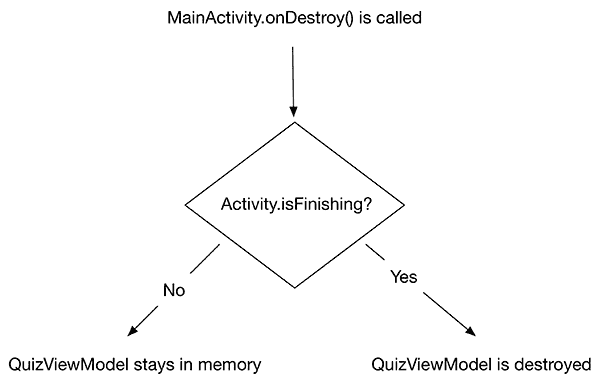 MainActivity.onDestroy() is called
Activity.isFinishing?
No
Yes
QuizViewModel stays in memory
QuizViewModel is destroyed